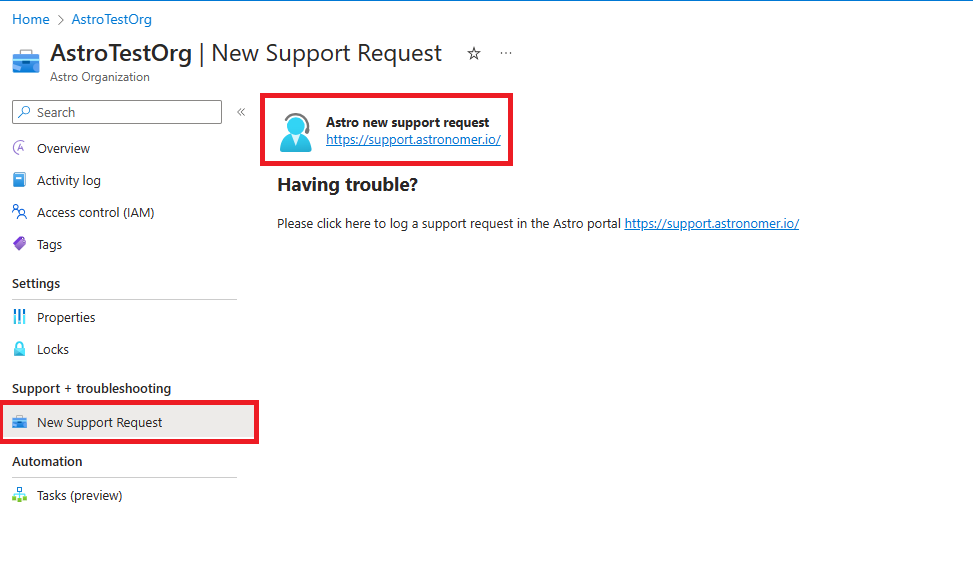 Home > AstroTestOrg
AstroTestOrg | New Support Request
Astro Organization
Search
Overview
Activity log
Access control (IAM)
Tags
Settings
Properties
Locks
Support + troubleshooting
New Support Request
Automation
Tasks (preview)
Astro new support request
https://support.astronomer.io/
Having trouble?
Please click here to log a support request in the Astro portal https://support.astronomer.io/